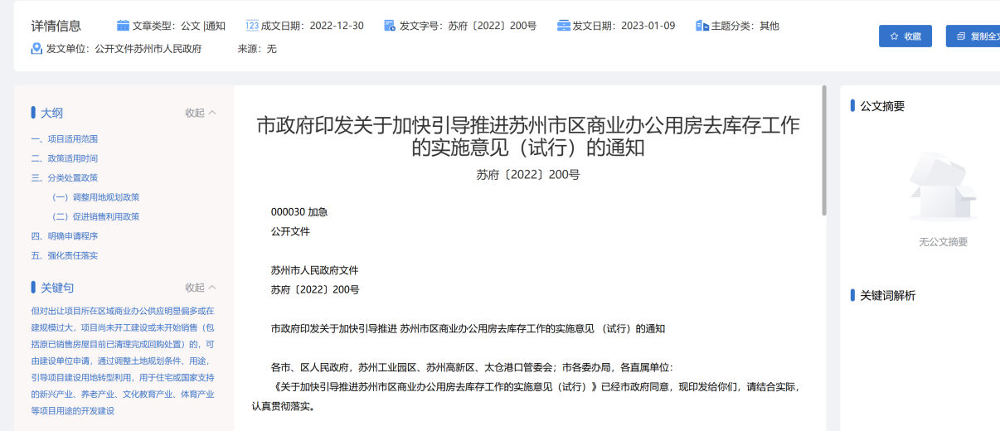 详情信息
文章类型：公文 |通知
123 成文日期：2022-12-30
发文字号：苏府〔2022〕200号
发文日期：2023-01-09
主题分类：其他
发文单位：公开文件苏州市人民政府
来源：无
收藏
复制全文
大纲
收起
一、项目适用范围
二、政策适用时间
三、分类处置政策
（一）调整用地规划政策
（二）促进销售利用政策
四、明确申请程序
五、强化责任落实
关键句
收起
但对出让项目所在区域商业办公供应明显偏多或在
建规模过大，项目尚未开工建设或未开始销售（包
括原已销售房屋目前已清理完成回购处置）的，可
由建设单位申请，通过调整土地规划条件、用途，
引导项目建设用地转型利用，用于住宅或国家支持
的新兴产业、养老产业、文化教育产业、体育产业
等项目用途的开发建设
市政府印发关于加快引导推进苏州市区商业办公用房去库存工作
的实施意见（试行）的通知
苏府〔2022〕200号
000030 加急
公开文件
苏州市人民政府文件
苏府〔2022〕200号
市政府印发关于加快引导推进 苏州市区商业办公用房去库存工作的实施意见 （试行）的通知
各市、区人民政府，苏州工业园区、苏州高新区、太仓港口管委会；市各委办局，各直属单位：
《关于加快引导推进苏州市区商业办公用房去库存工作的实施意见（试行）》已经市政府同意，现印发给你们，请结合实际，
认真贯彻落实。
公文摘要
无公文摘要
关键词解析